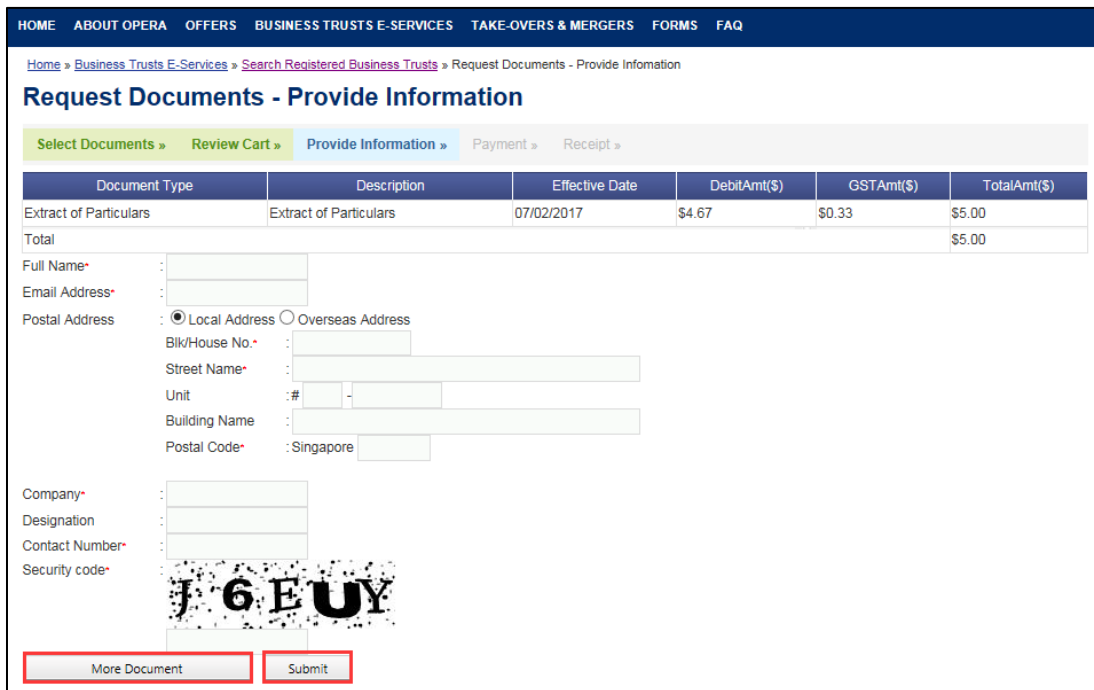 HOME ABOUT OPERA OFFERS BUSINESS TRUSTS E-SERVICES TAKE-OVERS & MERGERS FORMS FAQ
Home » Business Trusts E-Services » Search Registered Business Trusts » Request Documents - Provide Infomation
Request Documents - Provide Information
Select Documents » Review Cart » Provide Information » Payment » Receipt »
Document Type Description Effective Date DebitAmt($) GSTAmt($) TotalAmt($)
Extract of Particulars Extract of Particulars 07/02/2017 $4.67 $0.33 $5.00
Total $5.00
Full Name* :
Email Address* :
Postal Address : Local Address Overseas Address
Blk/House No.* :
Street Name* :
Unit :# -
Building Name :
Postal Code* : Singapore
Company* :
Designation :
Contact Number* :
Security code* : J6EUY
More Document Submit